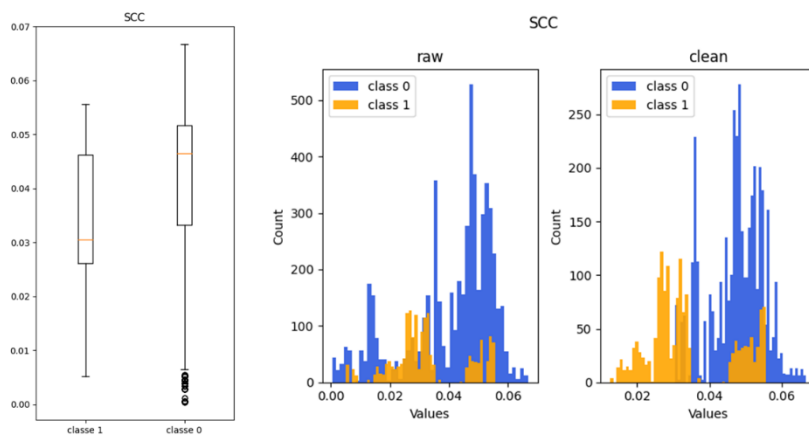 SCC
0.07
0.06
0.05
0.04
0.03
0.02
0.01
0.00
classe 1 classe 0
SCC
raw
class 0
class 1
500
400
300
200
100
0
Count
0.00 0.02 0.04 0.06
Values
clean
class 0
class 1
250
200
150
100
50
0
Count
0.02 0.04 0.06
Values